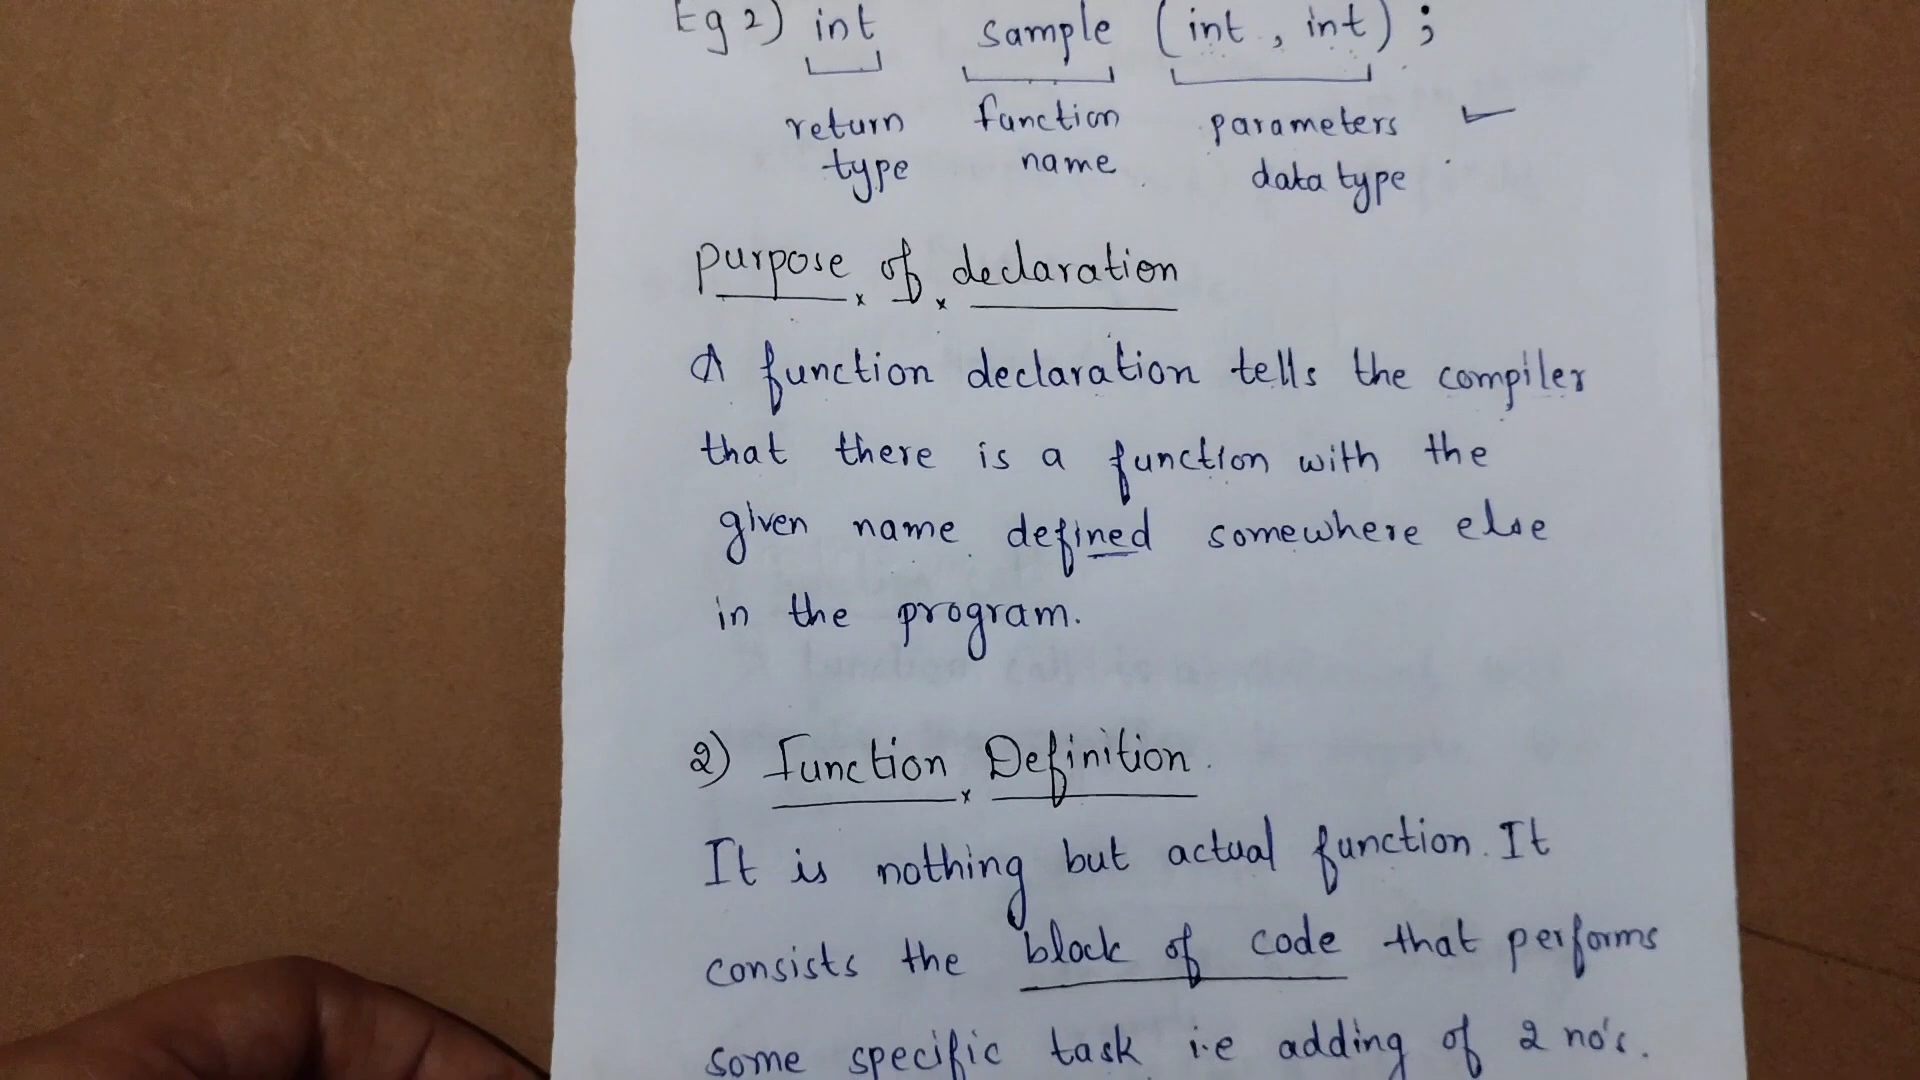 Eg 2) int sample (int, int) ;
return function parameters
type name data type
purpose of declaration
A function declaration tells the compiler
that there is a function with the
given name defined somewhere else
in the program.
2) Function Definition
It is nothing but actual function. It
consists the block of code that performs
some specific task i.e adding of 2 no's.